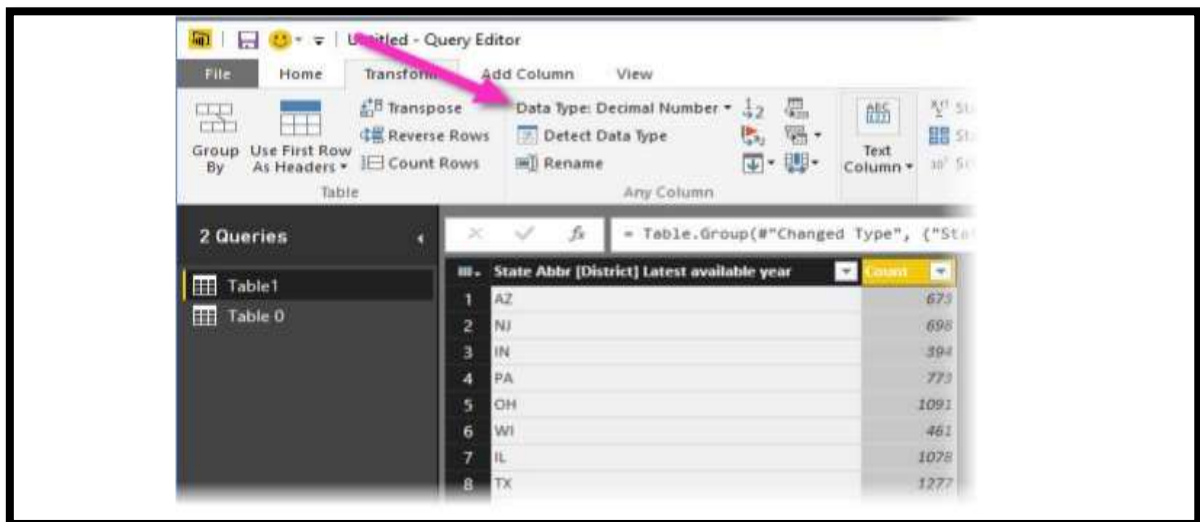 Untitled - Query Editor
File Home Transform Add Column View
Transpose Data Type: Decimal Number
Reverse Rows Detect Data Type
Group By Use First Row As Headers Count Rows Rename Text Column
Table Any Column
2 Queries = Table.Group(#"Changed Type", {"Stat
State Abbr [District] Latest available year Count
Table1
Table 0
1 AZ 673
2 NJ 698
3 IN 394
4 PA 773
5 OH 1091
6 WI 461
7 IL 1078
8 TX 1277